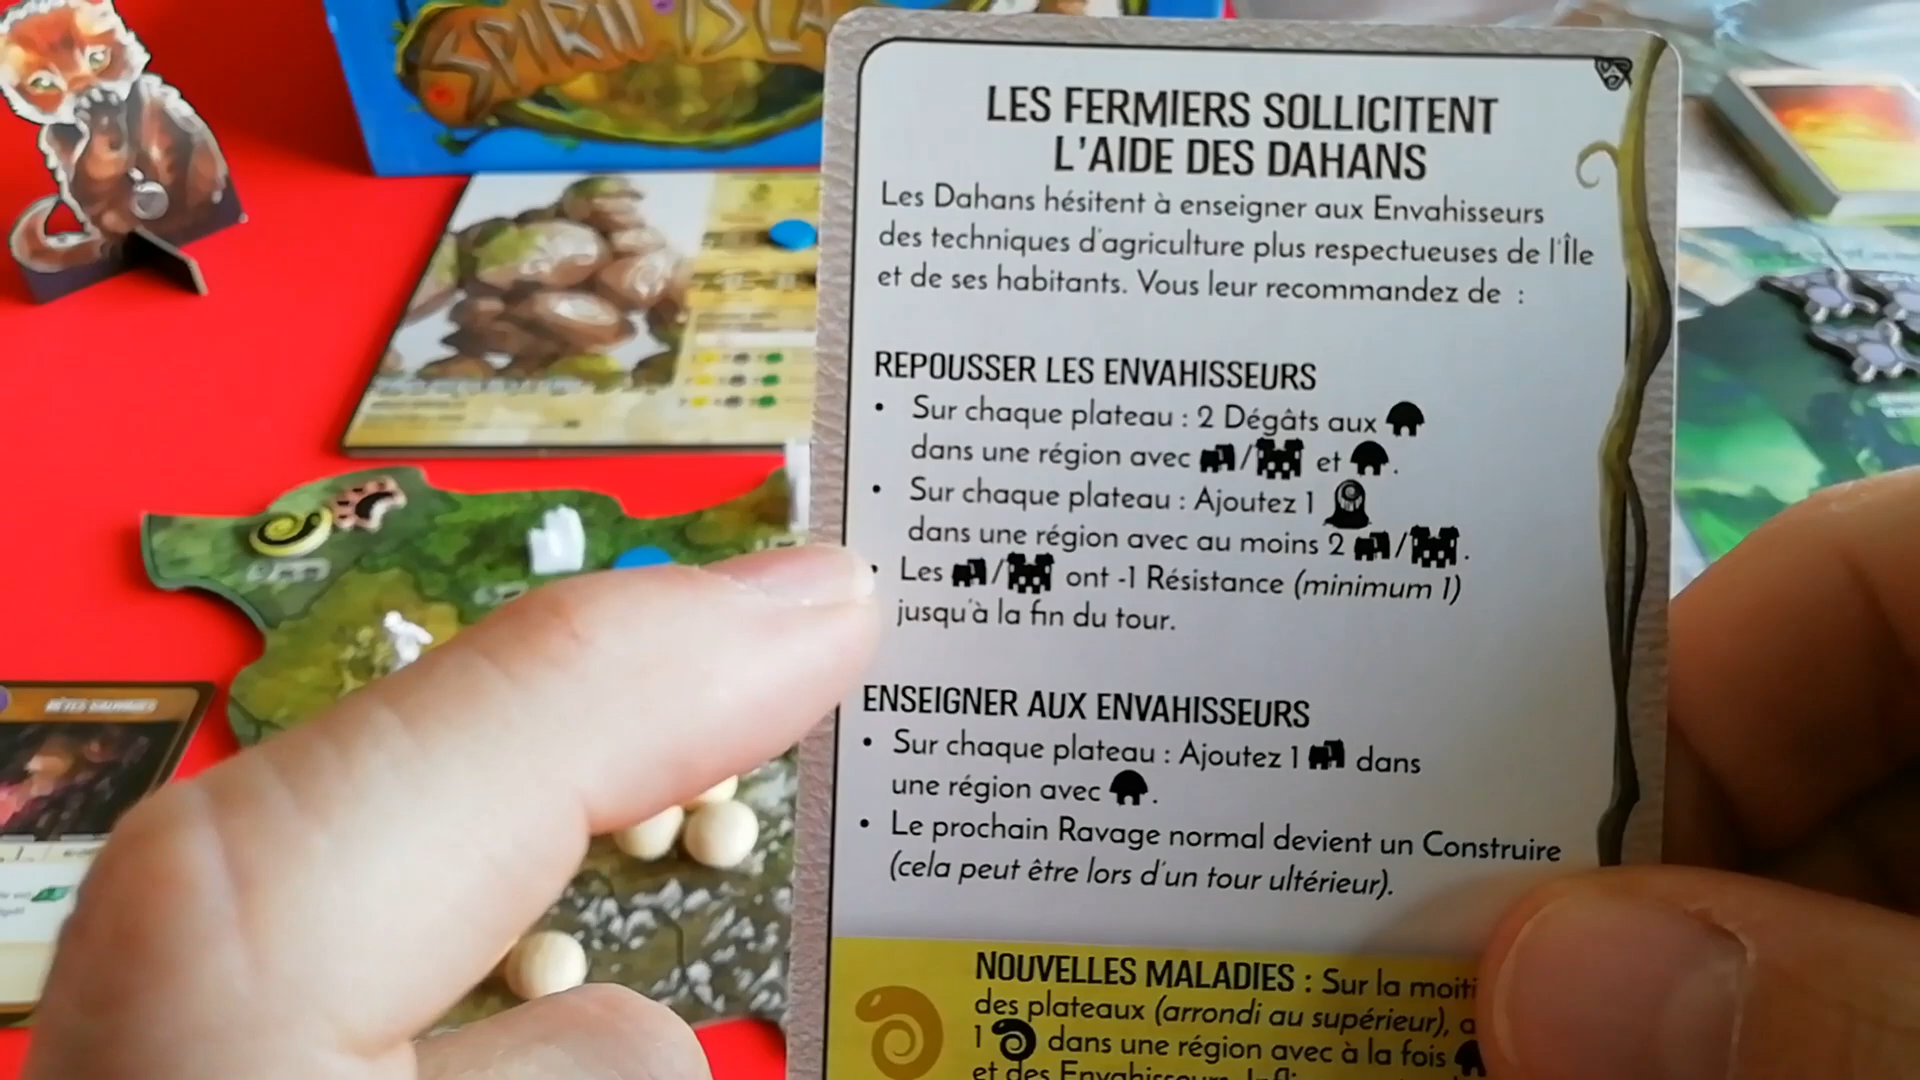 SPIRIT ISLA
LES FERMIERS SOLLICITENT
L'AIDE DES DAHANS
Les Dahans hésitent à enseigner aux Envahisseurs
des techniques d'agriculture plus respectueuses de l'Île
et de ses habitants. Vous leur recommandez de :
REPOUSSER LES ENVAHISSEURS
• Sur chaque plateau : 2 Dégâts aux
dans une région avec / et .
• Sur chaque plateau : Ajoutez 1
dans une région avec au moins 2 / .
• Les / ont -1 Résistance (minimum 1)
jusqu'à la fin du tour.
ENSEIGNER AUX ENVAHISSEURS
• Sur chaque plateau : Ajoutez 1 dans
une région avec .
• Le prochain Ravage normal devient un Construire
(cela peut être lors d'un tour ultérieur).
NOUVELLES MALADIES : Sur la moiti
des plateaux (arrondi au supérieur), a
1 dans une région avec à la fois
et des Envahisseurs.